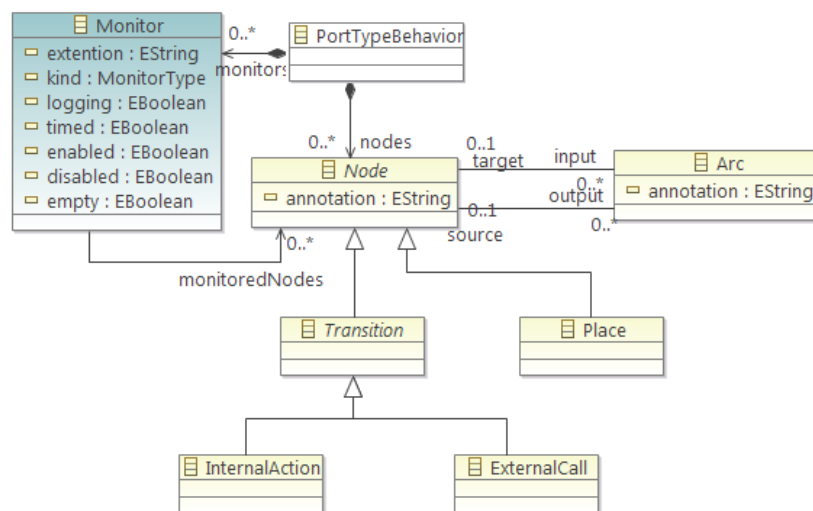 Monitor
extention : EString
kind : MonitorType
logging : EBoolean
timed : EBoolean
enabled : EBoolean
disabled : EBoolean
empty : EBoolean
0..*
monitors
PortTypeBehavior
0..*
nodes
Node
annotation : EString
0..1
target
input
0..*
output
0..1
source
0..*
Arc
annotation : EString
0..*
monitoredNodes
Transition
Place
InternalAction
ExternalCall